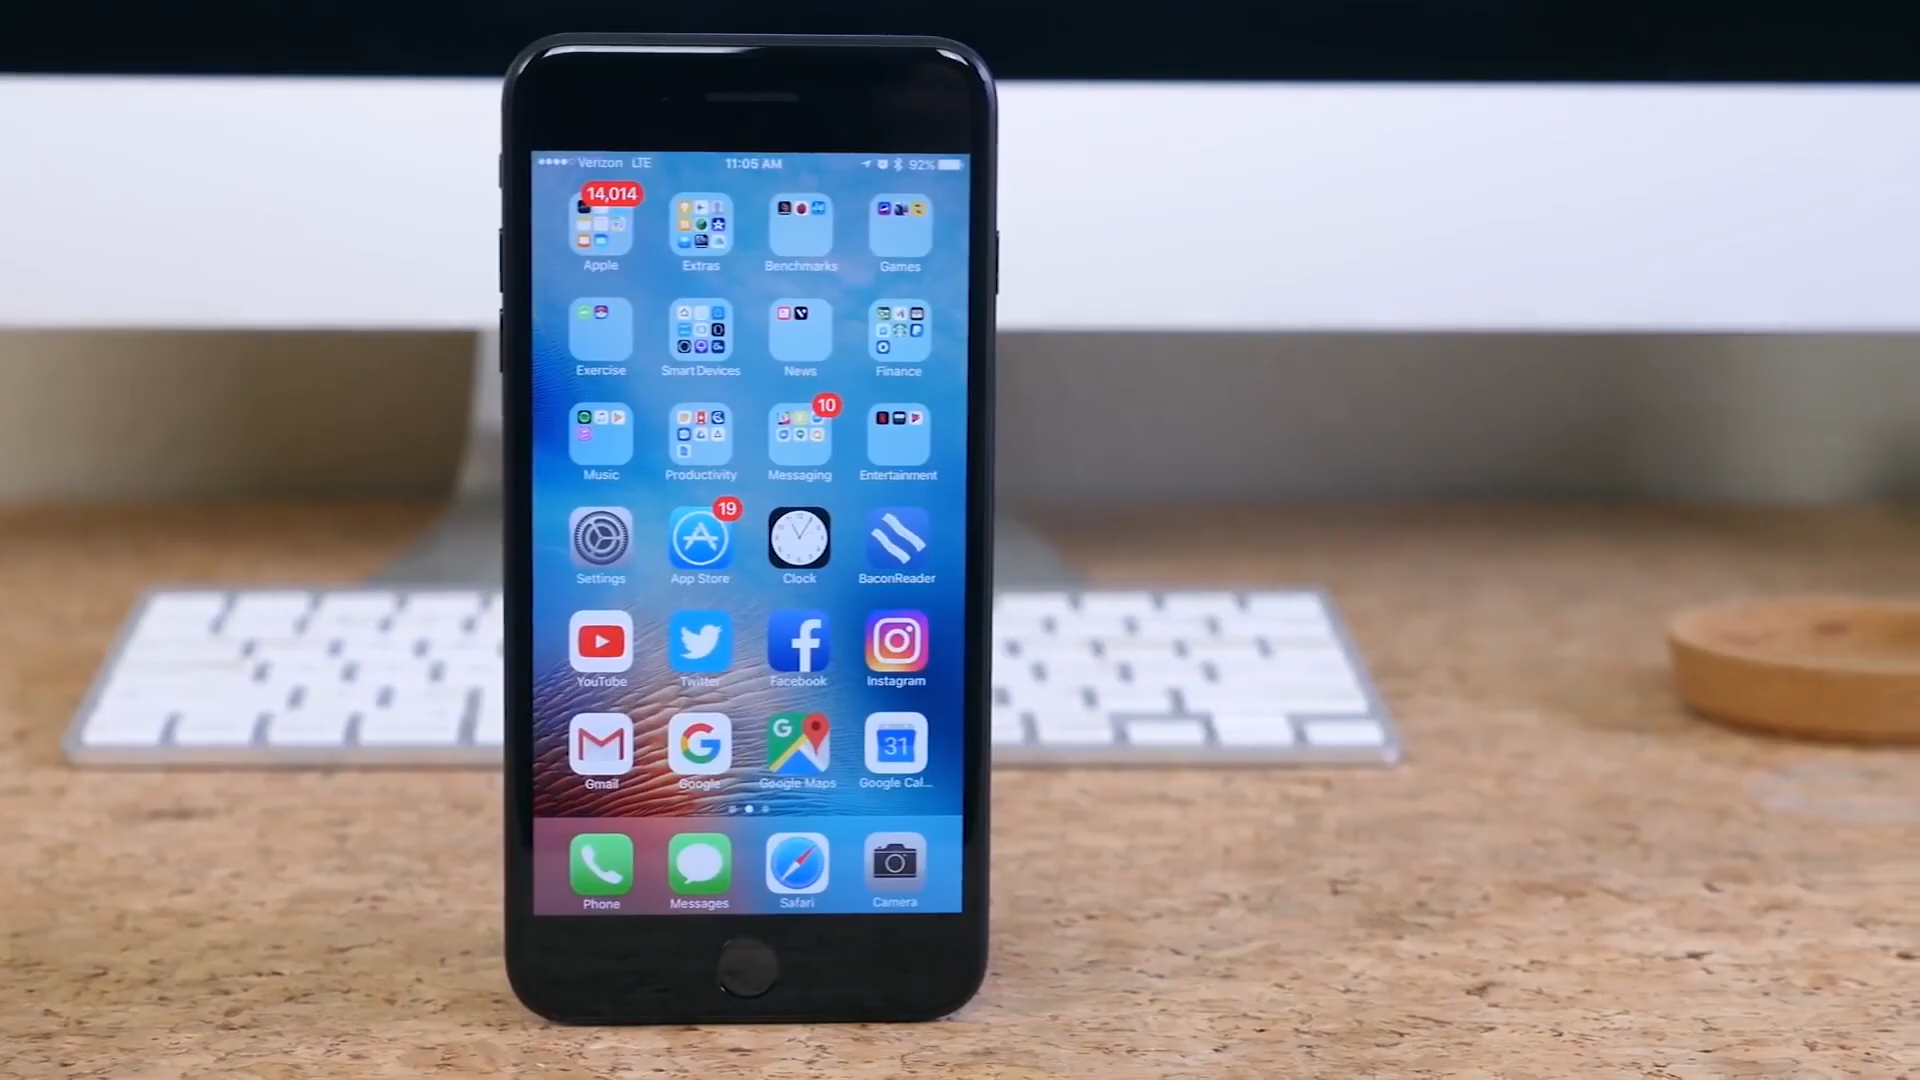 Verizon LTE 11:05 AM 92%
14,014
Apple Extras Benchmarks Games
Exercise Smart Devices News Finance
10
Music Productivity Messaging Entertainment
19
Settings App Store Clock BaconReader
YouTube Twitter Facebook Instagram
G 31
Gmail Google Google Maps Google Cal...
Phone Messages Safari Camera